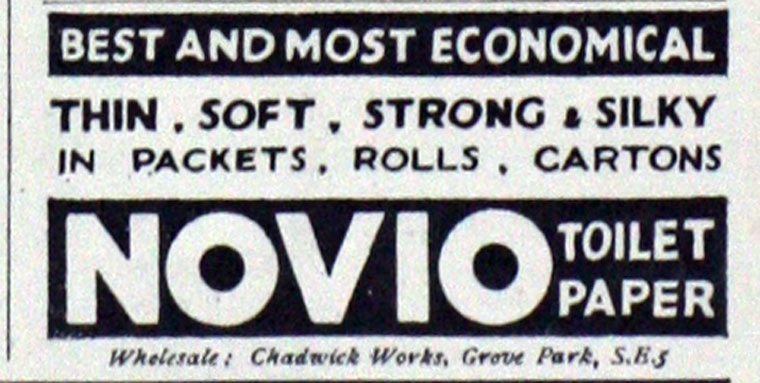 BEST AND MOST ECONOMICAL
THIN, SOFT, STRONG & SILKY
IN PACKETS, ROLLS, CARTONS
NOVIO TOILET PAPER
Wholesale: Chadwick Works, Grove Park, S.E.5